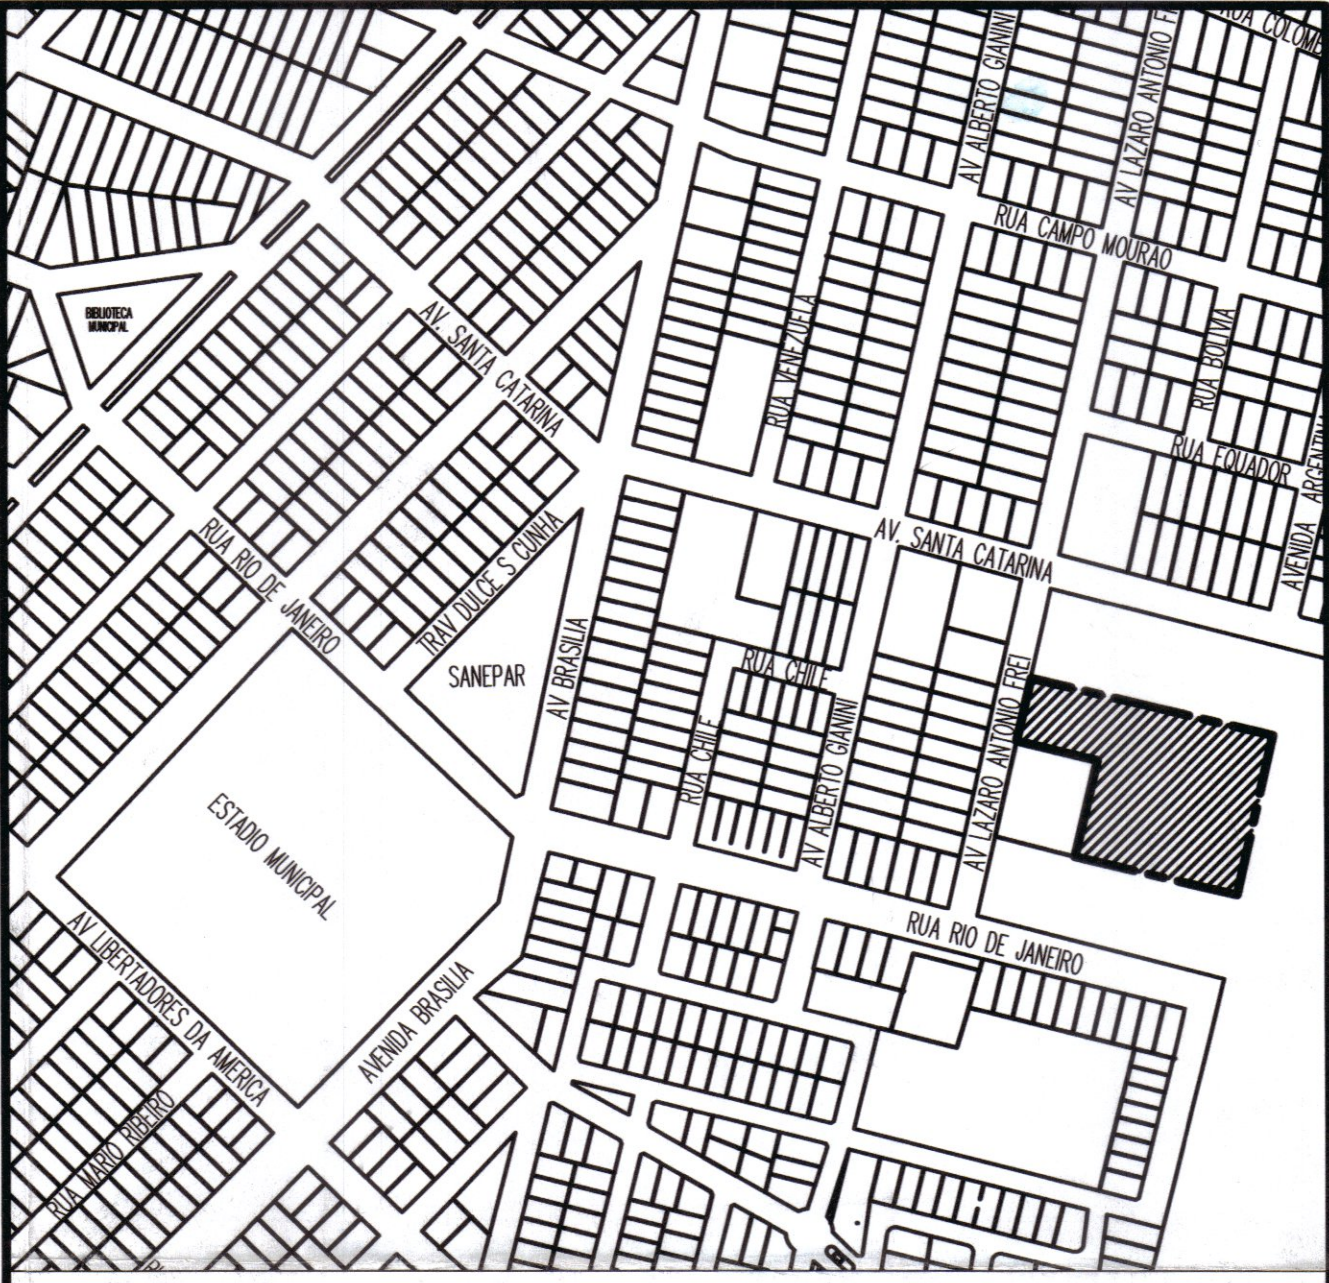 RUA COLOMB
AV ALBERTO GIANINI
AV LAZARO ANTONIO F
RUA CAMPO MOURAO
BIBLIOTECA
MUNICIPAL
AV. SANTA CATARINA
RUA VENEZUELA
RUA BOLIVIA
RUA EQUADOR
AVENIDA ARGENTIN
AV. SANTA CATARINA
RUA RIO DE JANEIRO
TRAV DULCE S CUNHA
SANEPAR
AV BRASILIA
RUA CHILE
RUA CHILE
AV ALBERTO GIANINI
AV LAZARO ANTONIO FREI
ESTADIO MUNICIPAL
RUA RIO DE JANEIRO
AV LIBERTADORES DA AMERICA
AVENIDA BRASILIA
RUA MARIO RIBEIRO